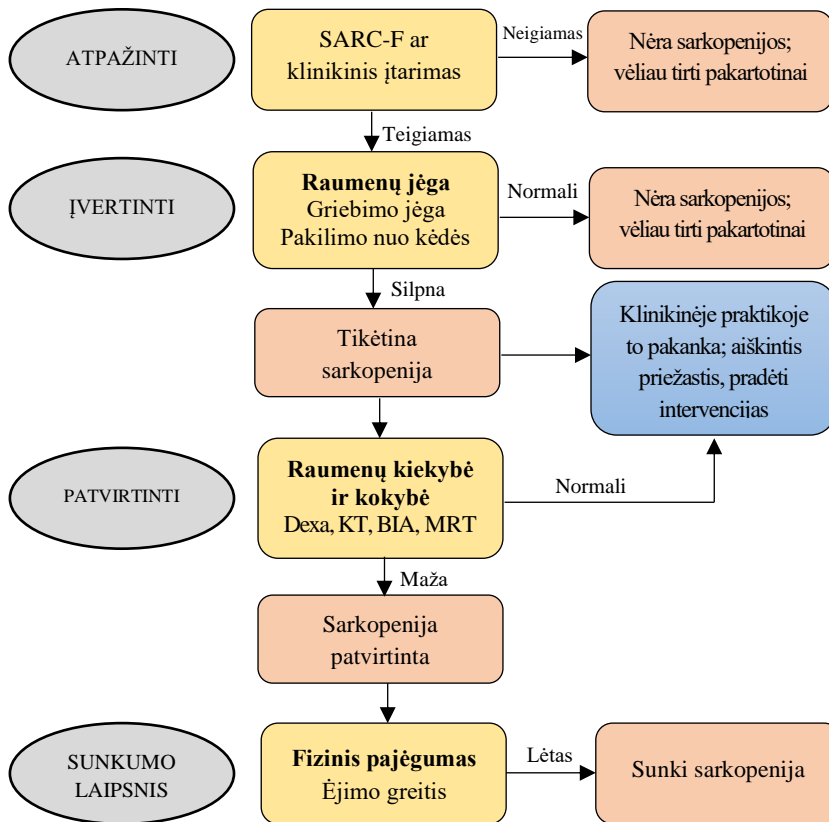 ATPAŽINTI
SARC-F ar
klinikinis įtarimas
Neigiamas
Nėra sarkopenijos;
vėliau tirti pakartotinai
Teigiamas
ĮVERTINTI
Raumenų jėga
Griebimo jėga
Pakilimo nuo kėdės
Normali
Nėra sarkopenijos;
vėliau tirti pakartotinai
Silpna
Tikėtina
sarkopenija
Klinikinėje praktikoje
to pakanka; aiškintis
priežastis, pradėti
intervencijas
PATVIRTINTI
Raumenų kiekybė
ir kokybė
Dexa, KT, BIA, MRT
Normali
Maža
Sarkopenija
patvirtinta
SUNKUMO
LAIPSNIS
Fizinis pajėgumas
Ėjimo greitis
Lėtas
Sunki sarkopenija